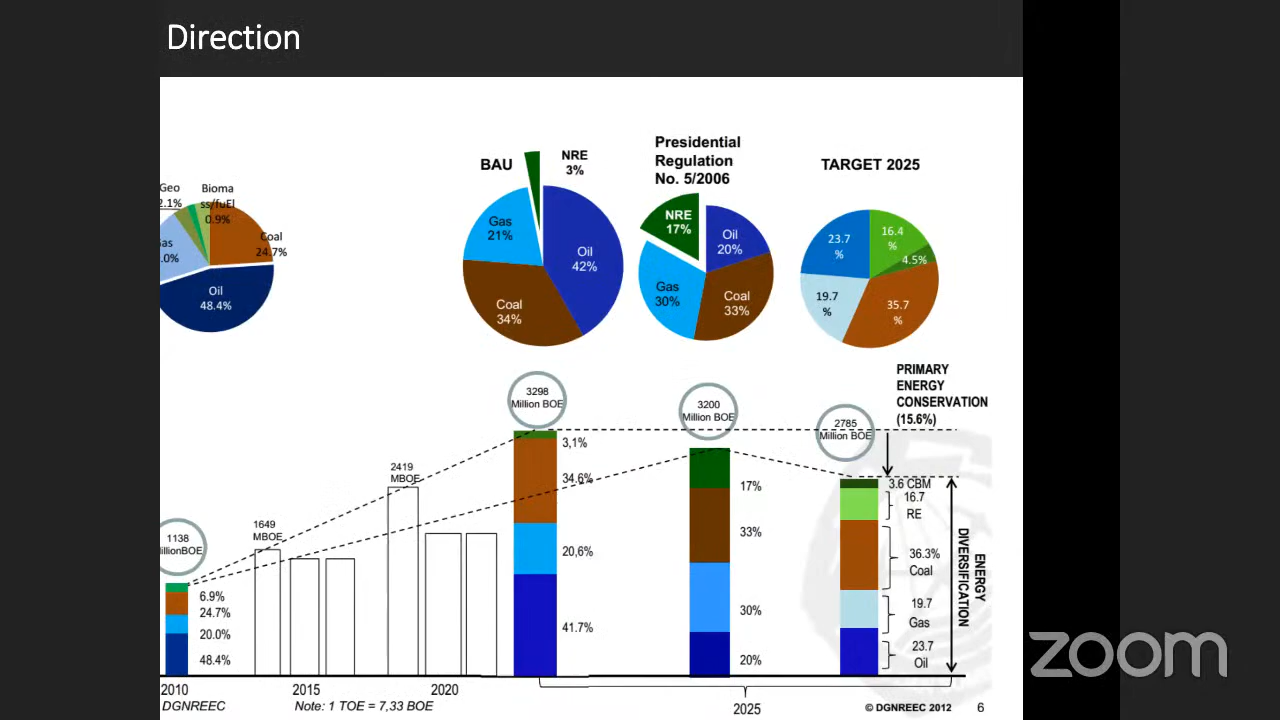 Direction
Geo
2.1%
Bioma
ss/fuEl
0.9%
Coal
24.7%
Oil
48.4%
BAU
NRE
3%
Gas
21%
Oil
42%
Coal
34%
Presidential
Regulation
No. 5/2006
NRE
17%
Oil
20%
Gas
30%
Coal
33%
TARGET 2025
23.7
%
16.4
%
4.5%
19.7
%
35.7
%
PRIMARY
ENERGY
CONSERVATION
(15.6%)
3298
Million BOE
3200
Million BOE
2785
Million BOE
1138
1649
MBOE
2419
MBOE
6.9%
24.7%
20.0%
48.4%
3,1%
34,6%
20,6%
41.7%
17%
33%
30%
20%
3.6 CBM
16.7
RE
36.3%
Coal
19.7
Gas
23.7
Oil
ENERGY
DIVERSIFICATION
2010
2015
2020
2025
DGNREEC
Note: 1 TOE = 7,33 BOE
© DGNREEC 2012
6
zoom